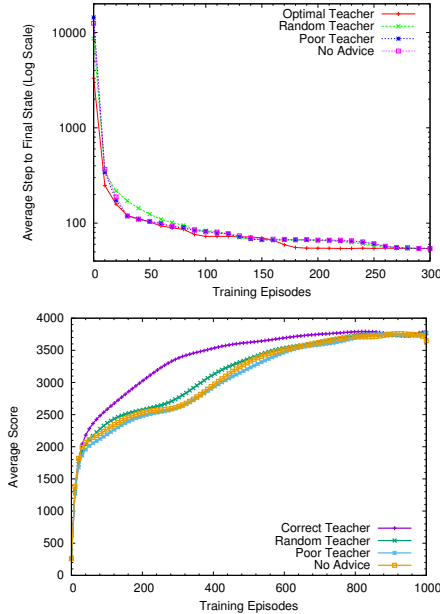 Average Step to Final State (Log Scale)
10000
1000
100
Optimal Teacher
Random Teacher
Poor Teacher
No Advice
0 50 100 150 200 250 300
Training Episodes
Average Score
4000
3500
3000
2500
2000
1500
1000
500
0
Correct Teacher
Random Teacher
Poor Teacher
No Advice
0 200 400 600 800 1000
Training Episodes